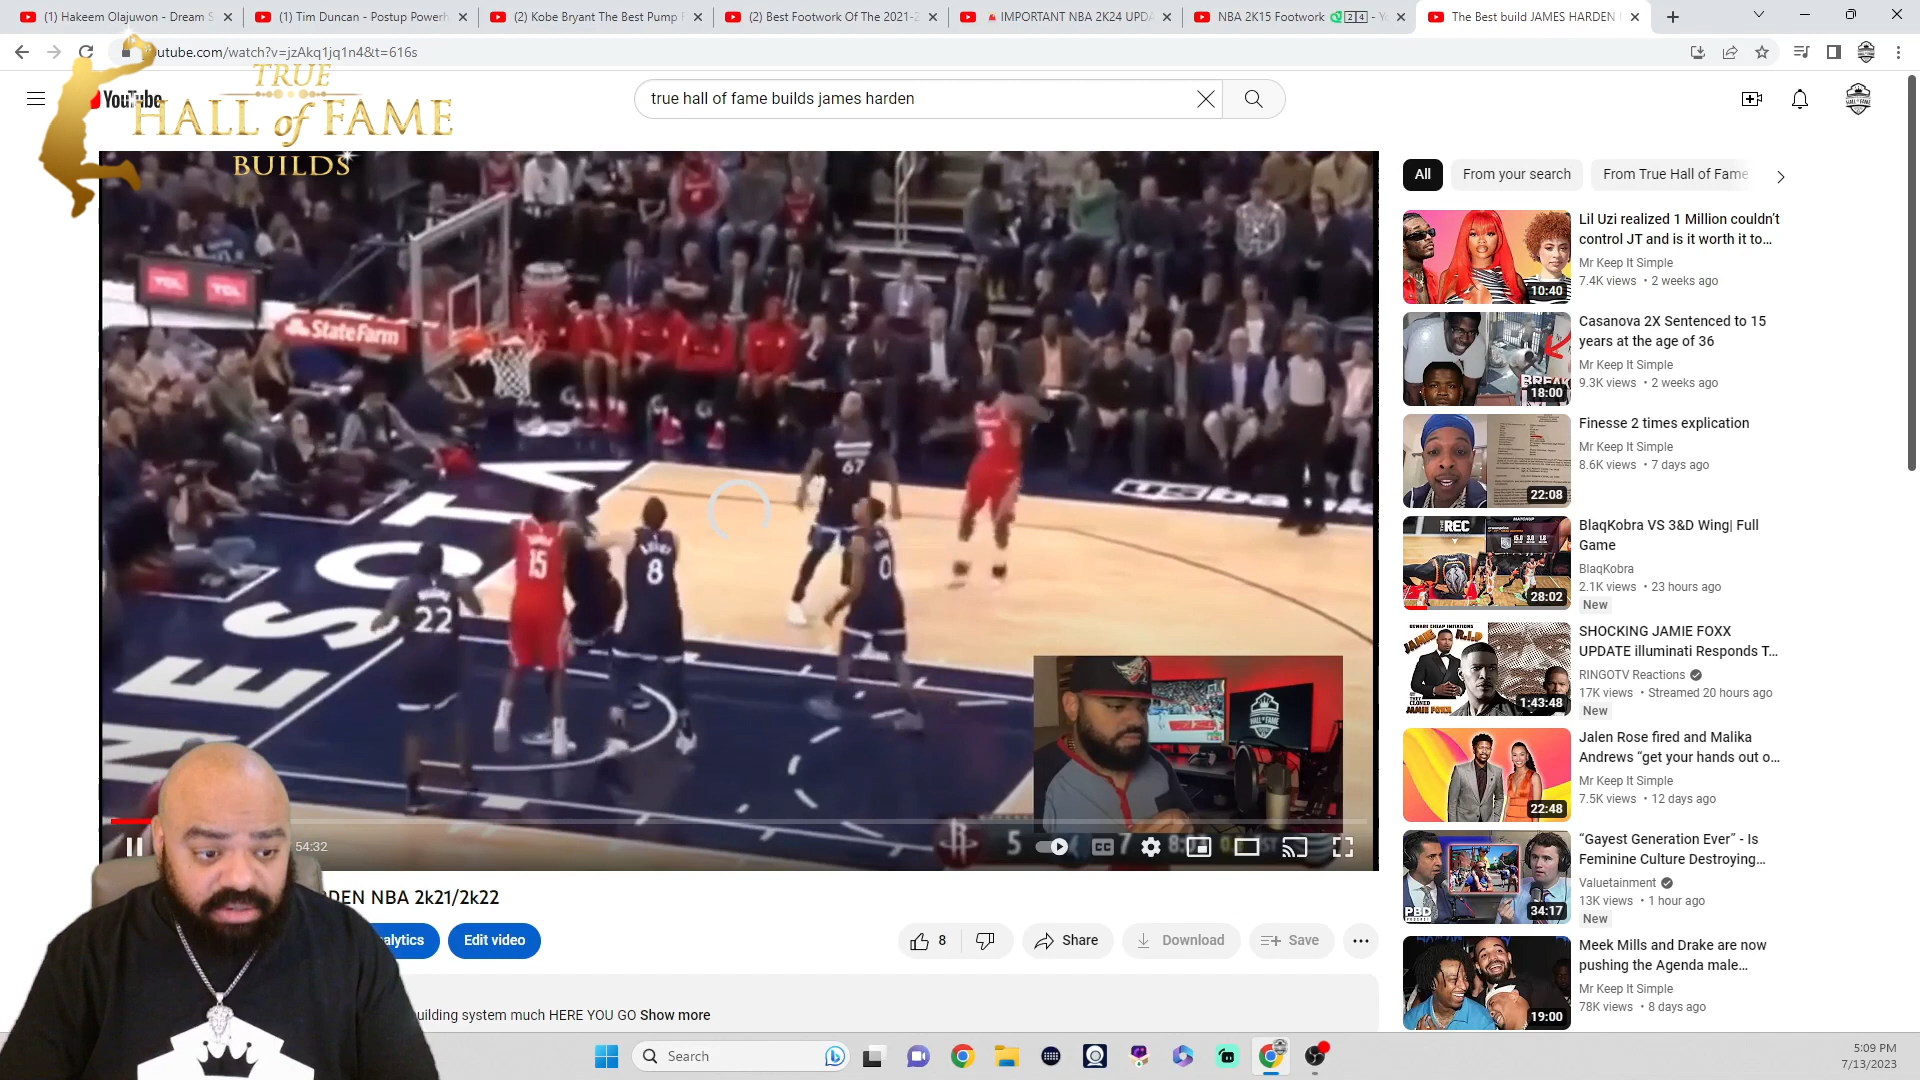 (1) Hakeem Olajuwon - Dream S
(1) Tim Duncan - Postup Powerh
(2) Kobe Bryant The Best Pump F
(2) Best Footwork Of The 2021-2
IMPORTANT NBA 2K24 UPDA
NBA 2K15 Footwork
The Best build JAMES HARDEN
utube.com/watch?v=jzAkq1jq1n4&t=616s
YouTube
TRUE
HALL of FAME
BUILDS
true hall of fame builds james harden
All
From your search
From True Hall of Fame
TCL
TCL
StateFarm
67
15
8
0
22
usban
Lil Uzi realized 1 Million couldn't
control JT and is it worth it to...
Mr Keep It Simple
7.4K views • 2 weeks ago
10:40
Casanova 2X Sentenced to 15
years at the age of 36
Mr Keep It Simple
9.3K views • 2 weeks ago
18:00
Finesse 2 times explication
Mr Keep It Simple
8.6K views • 7 days ago
22:08
BlaqKobra VS 3&D Wing| Full
Game
BlaqKobra
2.1K views • 23 hours ago
New
28:02
SHOCKING JAMIE FOXX
UPDATE illuminati Responds T...
RINGOTV Reactions
17K views • Streamed 20 hours ago
New
1:43:48
Jalen Rose fired and Malika
Andrews “get your hands out o...
Mr Keep It Simple
7.5K views • 12 days ago
22:48
“Gayest Generation Ever” - Is
Feminine Culture Destroying...
Valuetainment
13K views • 1 hour ago
New
PBD
34:17
Meek Mills and Drake are now
pushing the Agenda male...
Mr Keep It Simple
78K views • 8 days ago
19:00
54:32
CC
DEN NBA 2k21/2k22
alytics
Edit video
8
Share
Download
Save
uilding system much HERE YOU GO Show more
Search
5:09 PM
7/13/2023